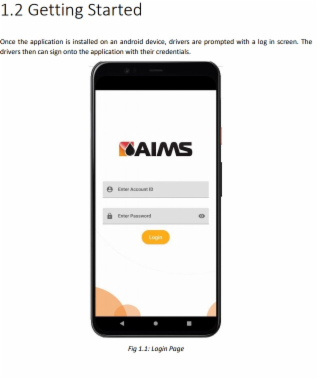 1.2 Getting Started
Once the application is installed on an android device, drivers are prompted with a log in screen. The
drivers then can sign onto the application with their credentials.
AIMS
Enter Account ID
Enter Password
Login
Fig 1.1: Login Page